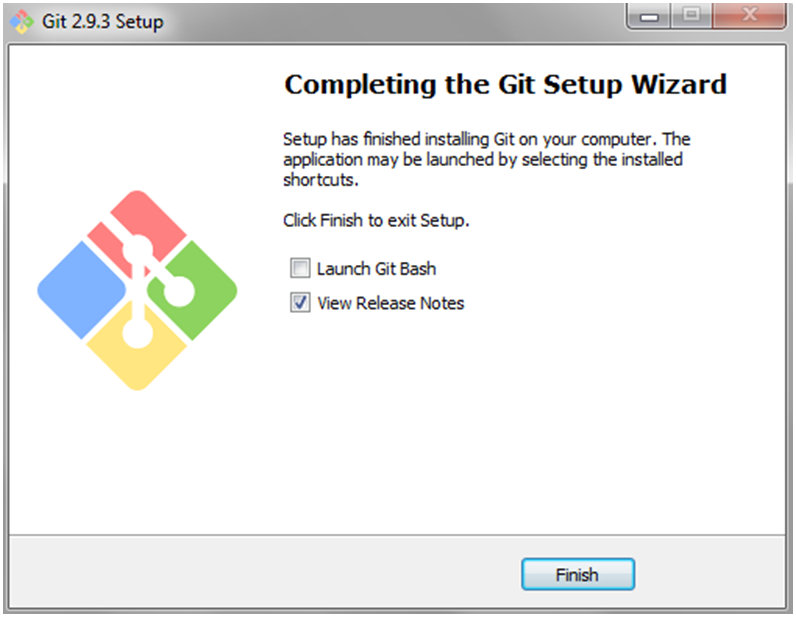 Git 2.9.3 Setup
Completing the Git Setup Wizard
Setup has finished installing Git on your computer. The
application may be launched by selecting the installed
shortcuts.
Click Finish to exit Setup.
Launch Git Bash
View Release Notes
Finish